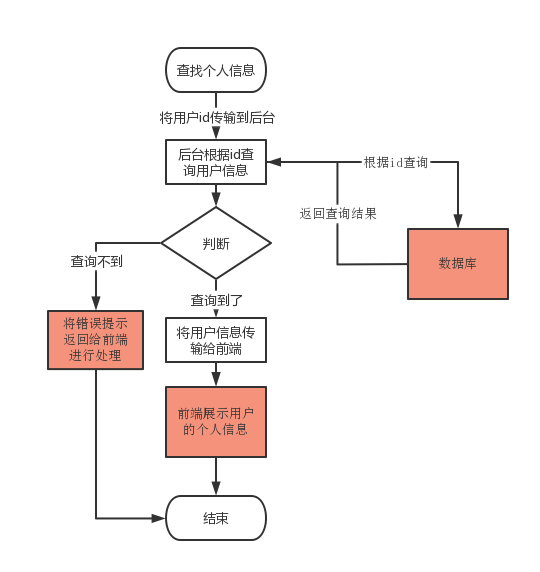 查找个人信息
将用户id传输到后台
后台根据id查
询用户信息
根据id查询
返回查询结果
数据库
判断
查询不到
查询到了
将错误提示
返回给前端
进行处理
将用户信息传
输给前端
前端展示用户
的个人信息
结束